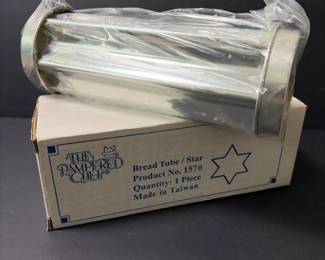 THE
PAMPERED
CHEF
Bread Tube / Star
Product No. 1570
Quantity: 1 Piece
Made in Taiwan